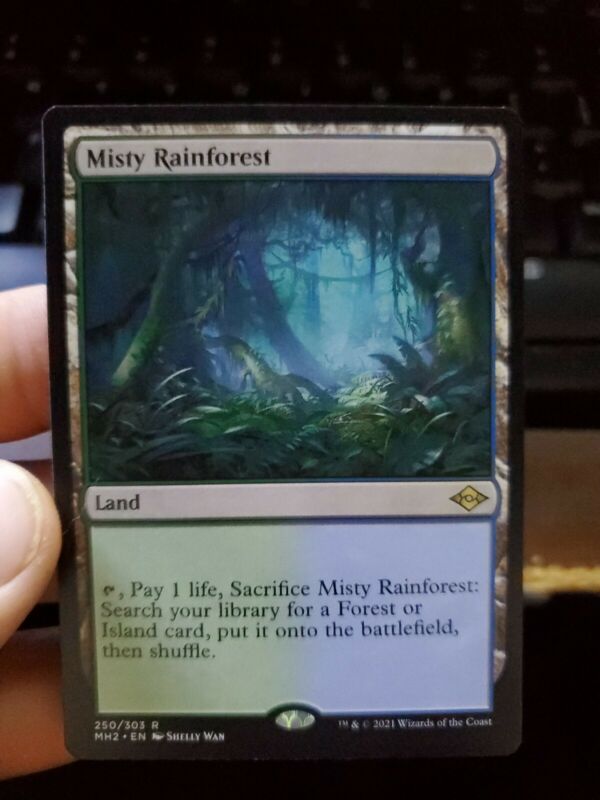 Misty Rainforest
Land
, Pay 1 life, Sacrifice Misty Rainforest:
Search your library for a Forest or
Island card, put it onto the battlefield,
then shuffle.
250/303 R
MH2 • EN Shelly Wan
™ & © 2021 Wizards of the Coast